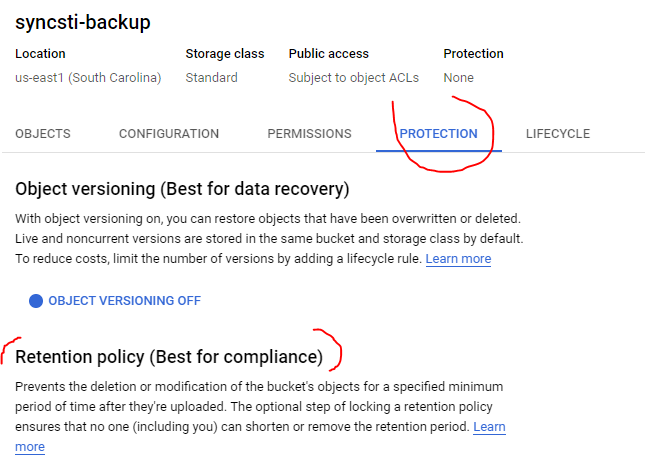 syncsti-backup
Location Storage class Public access Protection
us-east1 (South Carolina) Standard Subject to object ACLs None
OBJECTS CONFIGURATION PERMISSIONS PROTECTION LIFECYCLE
Object versioning (Best for data recovery)
With object versioning on, you can restore objects that have been overwritten or deleted.
Live and noncurrent versions are stored in the same bucket and storage class by default.
To reduce costs, limit the number of versions by adding a lifecycle rule. Learn more
OBJECT VERSIONING OFF
Retention policy (Best for compliance)
Prevents the deletion or modification of the bucket's objects for a specified minimum
period of time after they're uploaded. The optional step of locking a retention policy
ensures that no one (including you) can shorten or remove the retention period. Learn
more